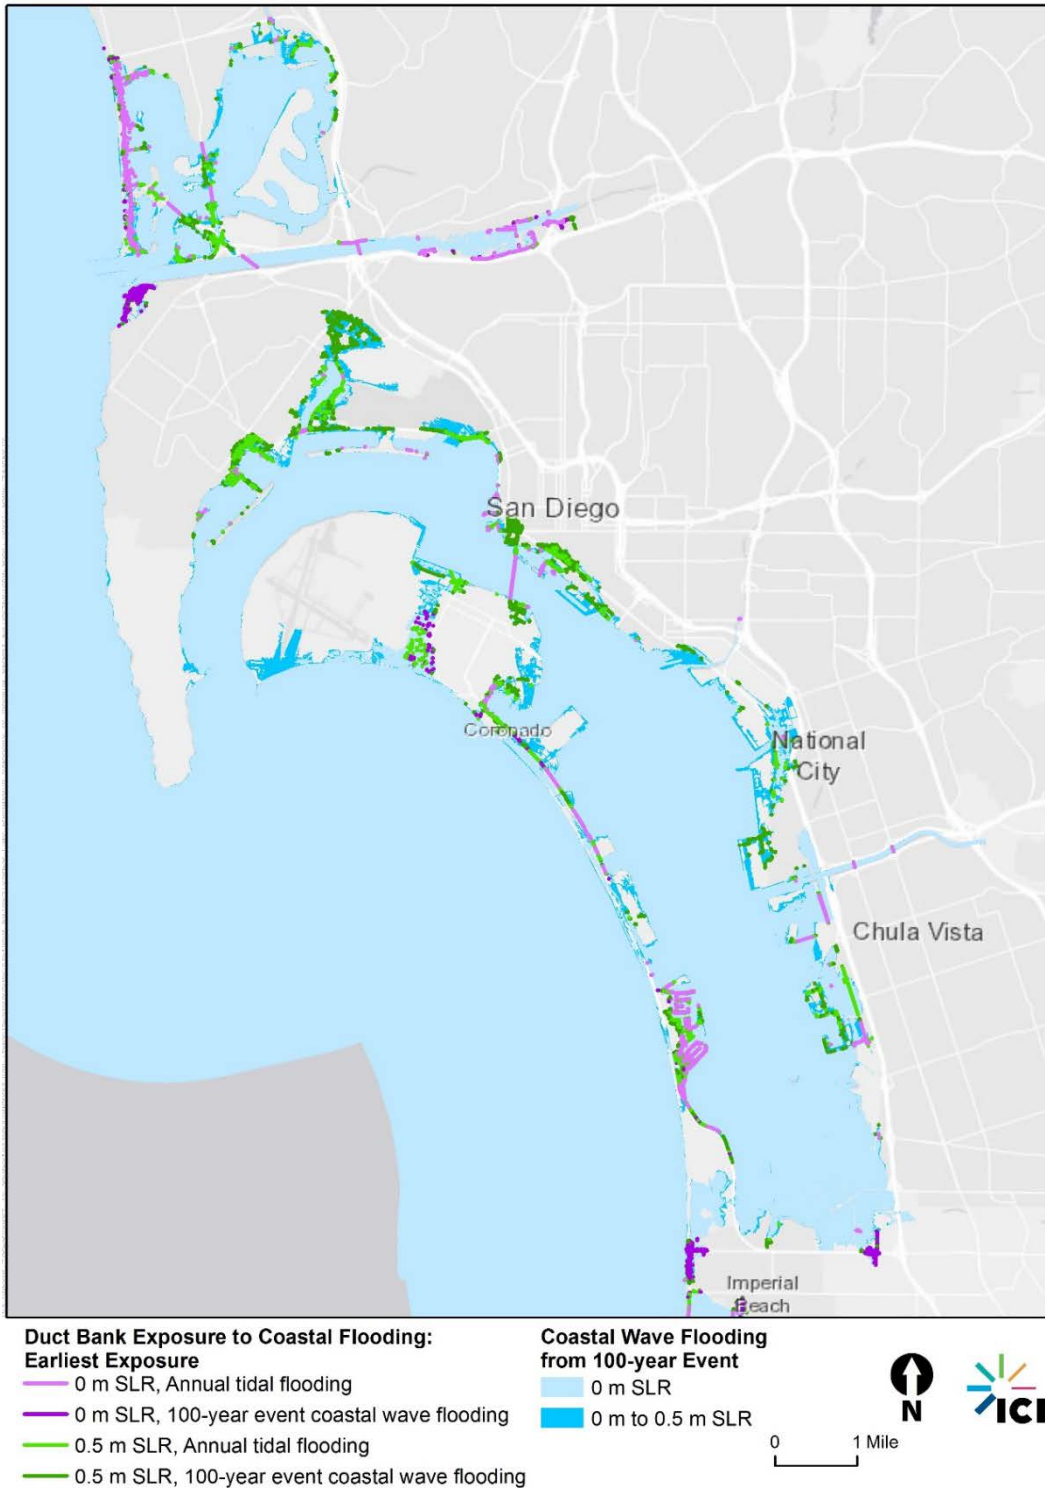 San Diego
Coronado
National
City
Chula Vista
Imperial
Beach
Duct Bank Exposure to Coastal Flooding:
Earliest Exposure
0 m SLR, Annual tidal flooding
0 m SLR, 100-year event coastal wave flooding
0.5 m SLR, Annual tidal flooding
0.5 m SLR, 100-year event coastal wave flooding
Coastal Wave Flooding
from 100-year Event
0 m SLR
0 m to 0.5 m SLR
N
0 1 Mile
ICF